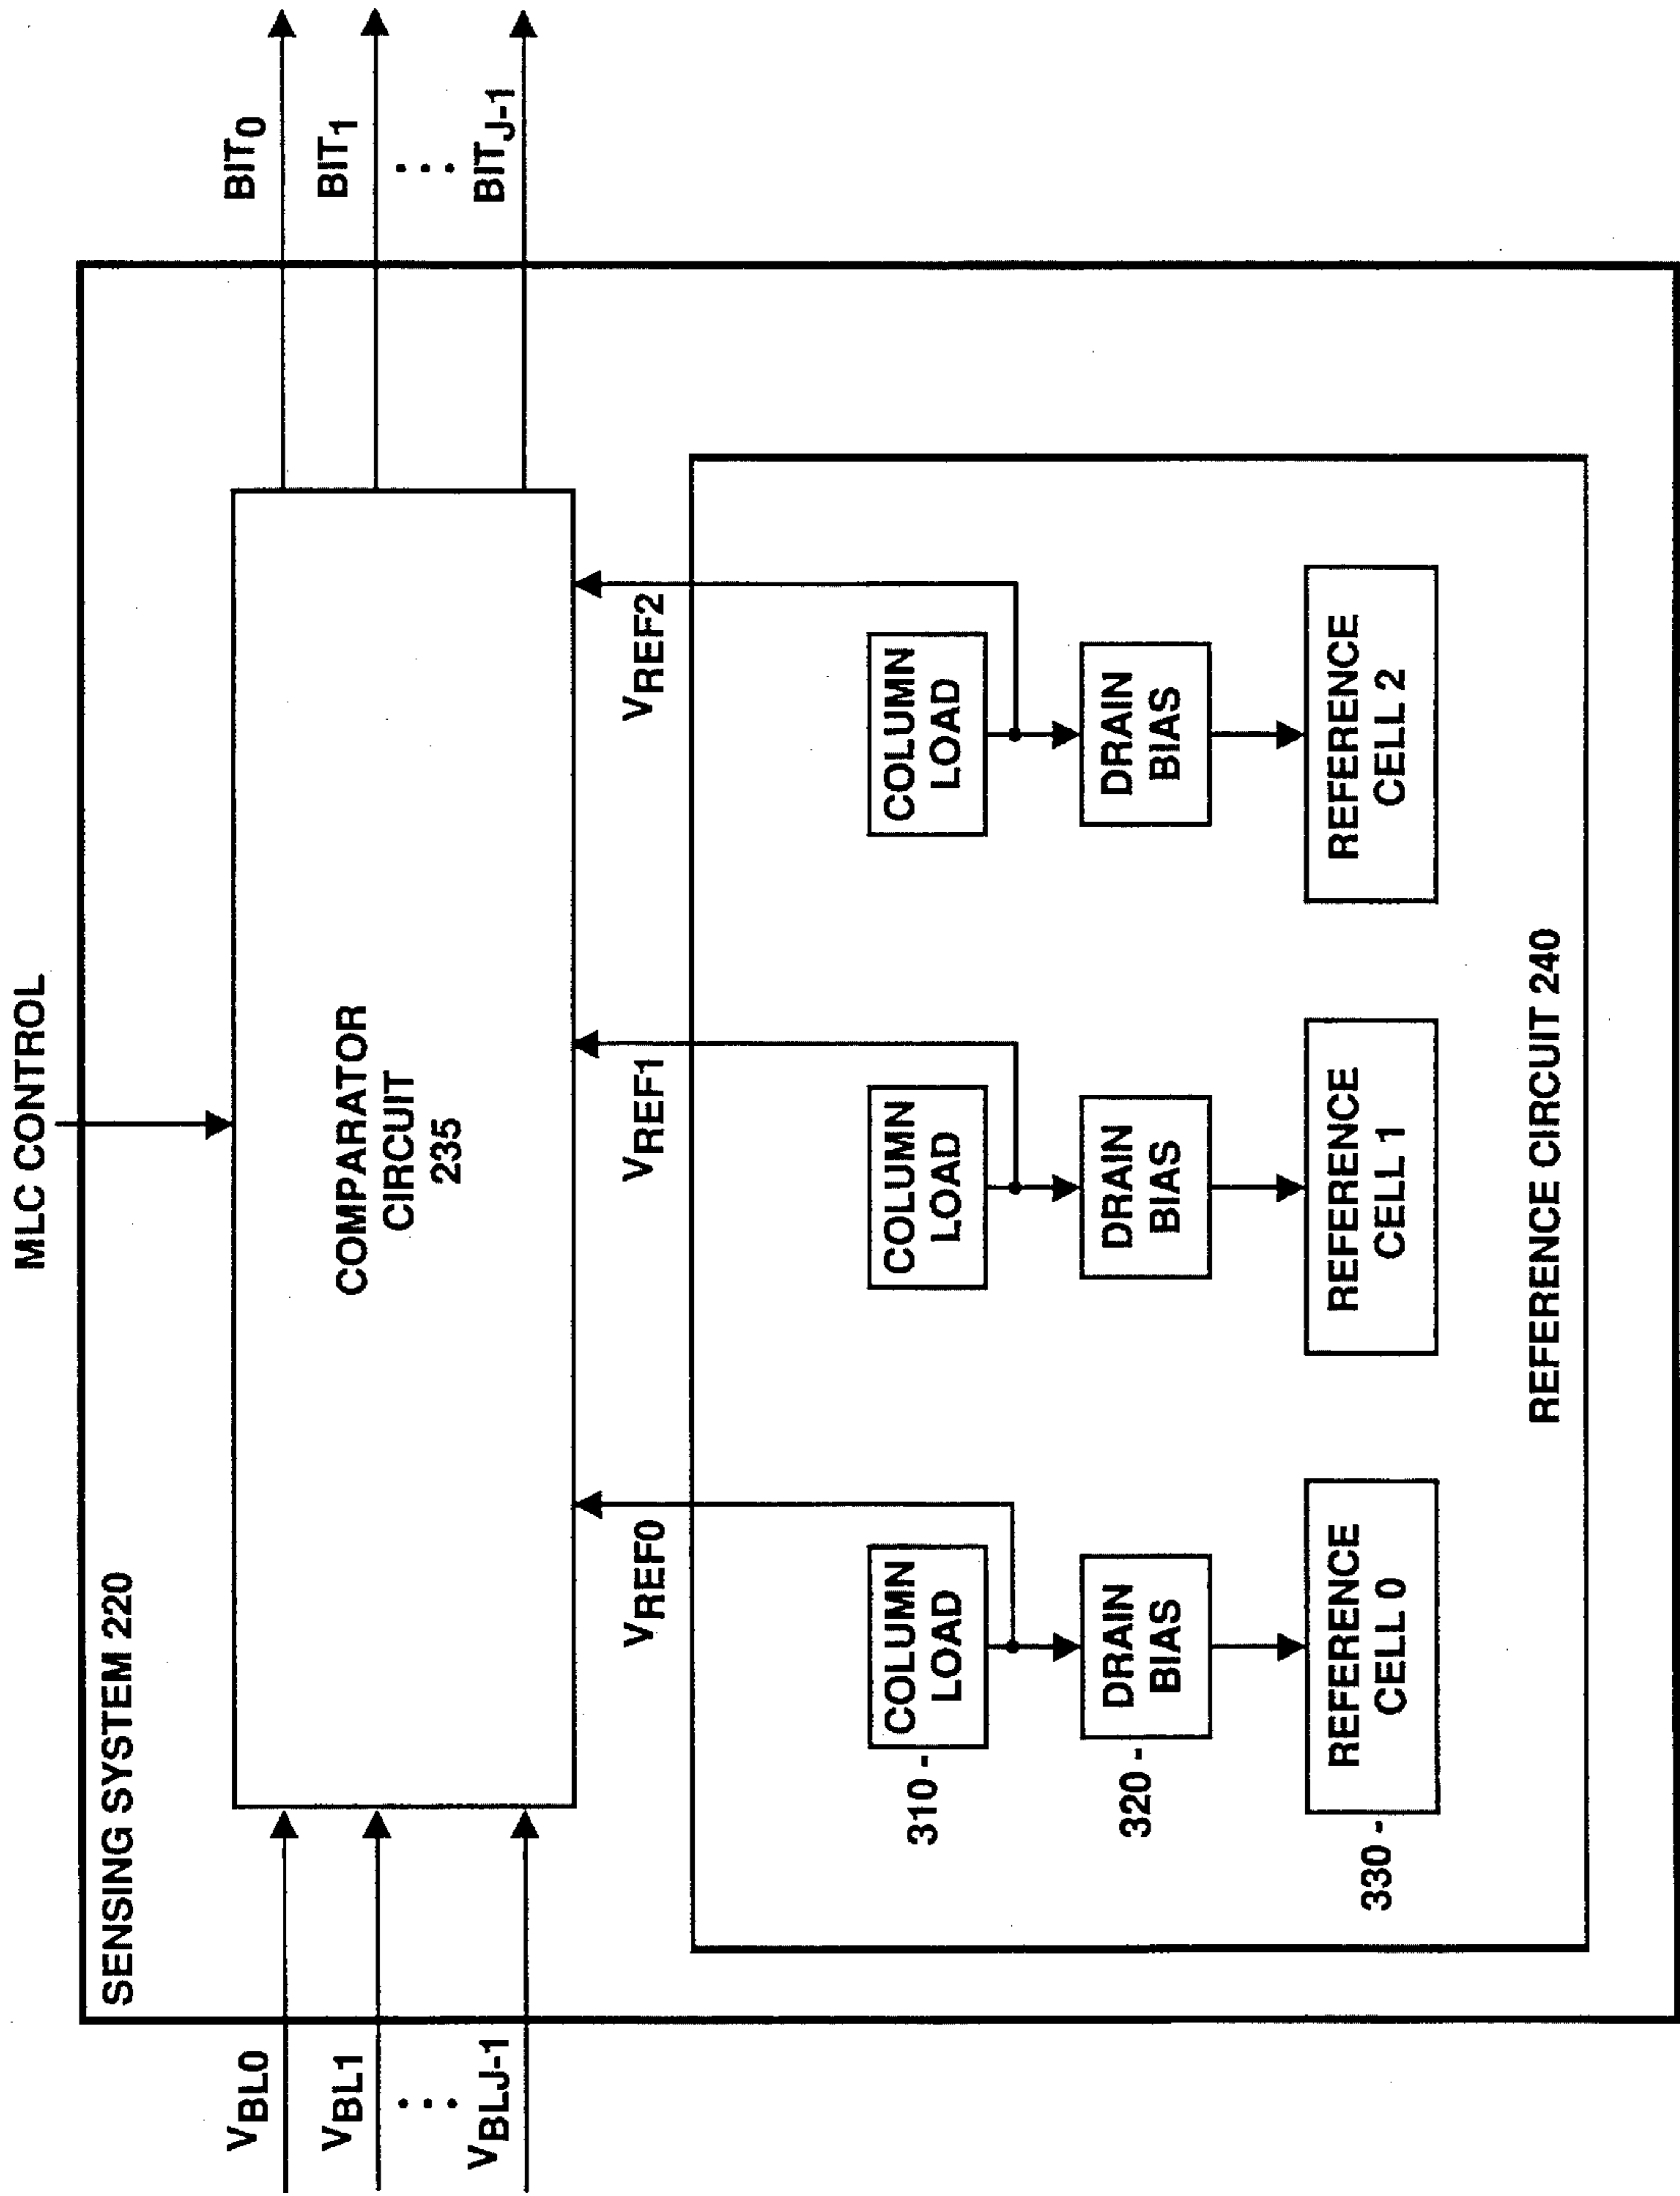 MLC CONTROL
SENSING SYSTEM 220
VBL0
VBL1
...
VBLJ-1
COMPARATOR
CIRCUIT
235
BIT0
BIT1
...
BITJ-1
VREF0
VREF1
VREF2
310 -
COLUMN
LOAD
COLUMN
LOAD
COLUMN
LOAD
320 -
DRAIN
BIAS
DRAIN
BIAS
DRAIN
BIAS
330 -
REFERENCE
CELL 0
REFERENCE
CELL 1
REFERENCE
CELL 2
REFERENCE CIRCUIT 240